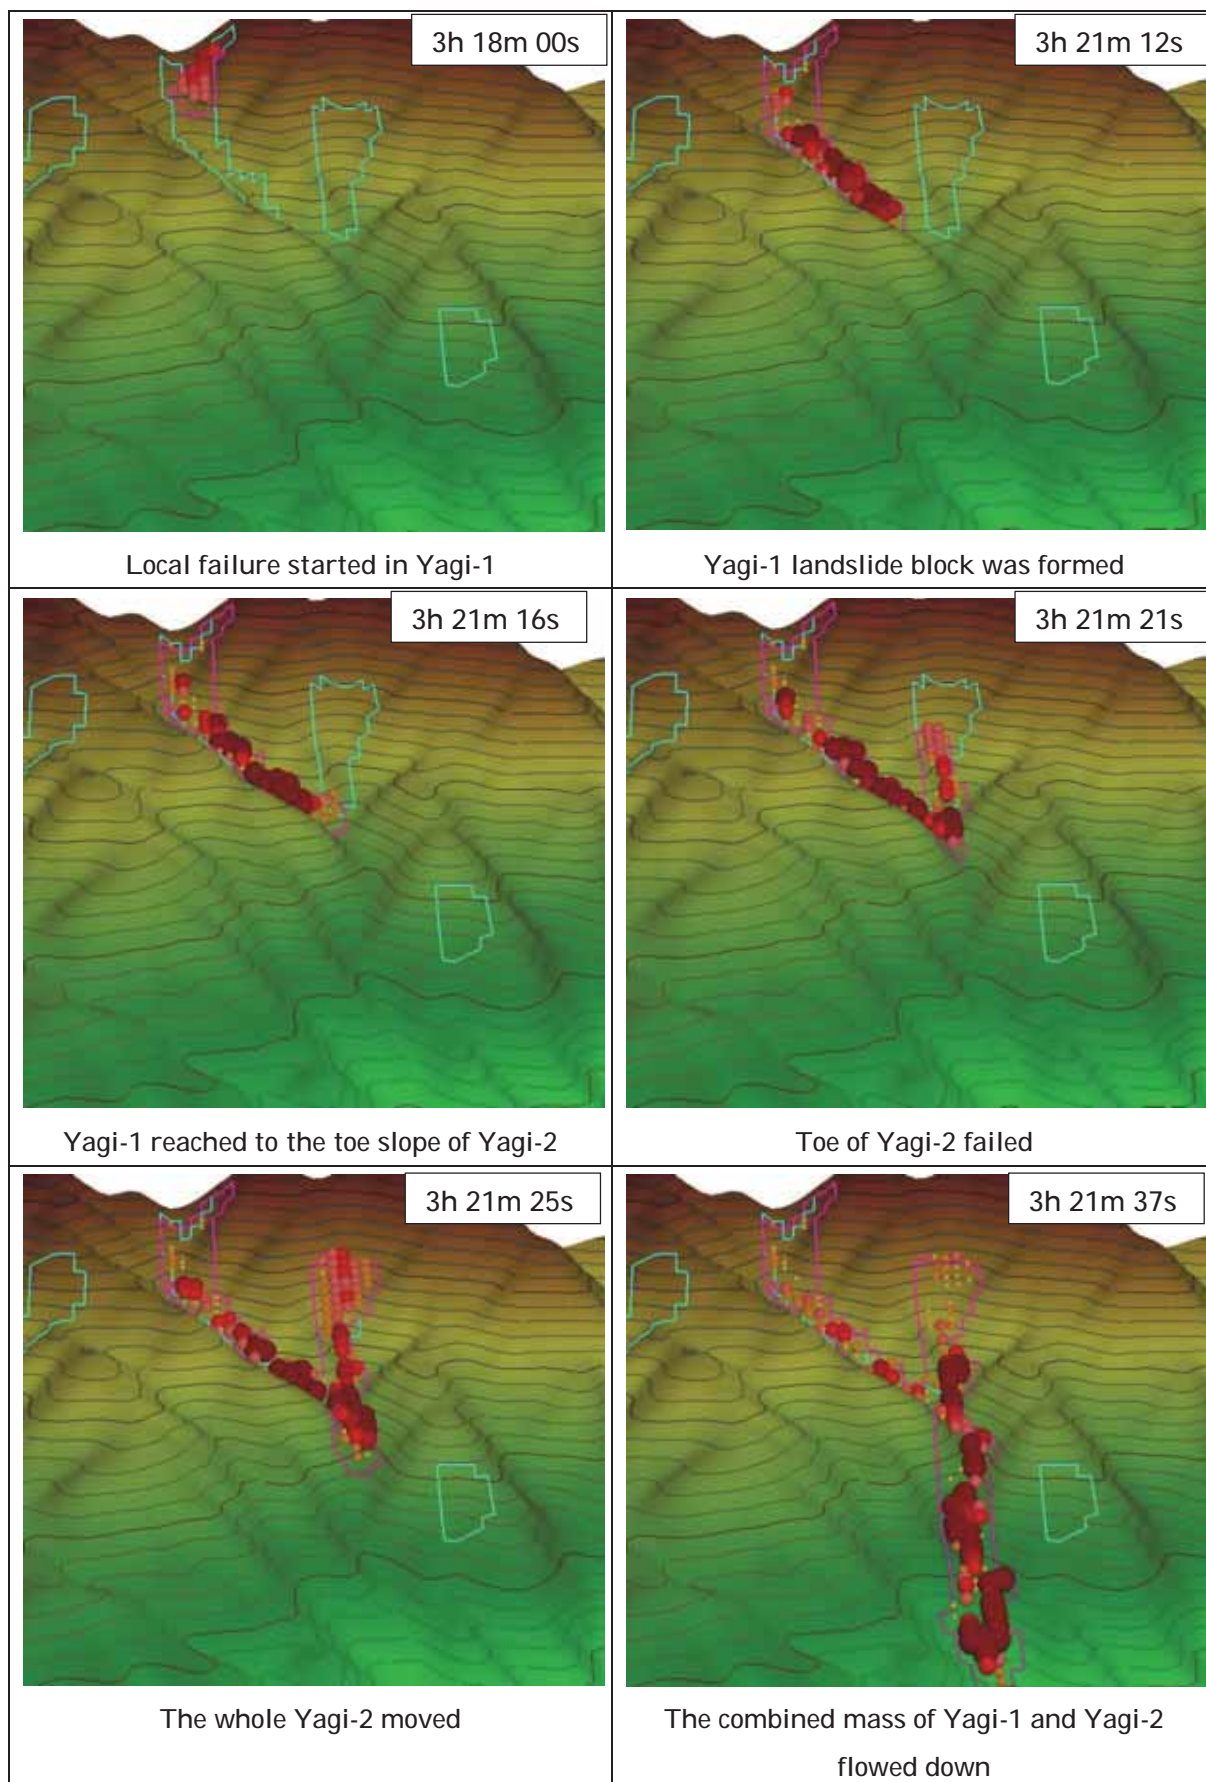 3h 18m 00s
3h 21m 12s
Local failure started in Yagi-1
Yagi-1 landslide block was formed
3h 21m 16s
3h 21m 21s
Yagi-1 reached to the toe slope of Yagi-2
Toe of Yagi-2 failed
3h 21m 25s
3h 21m 37s
The whole Yagi-2 moved
The combined mass of Yagi-1 and Yagi-2
flowed down